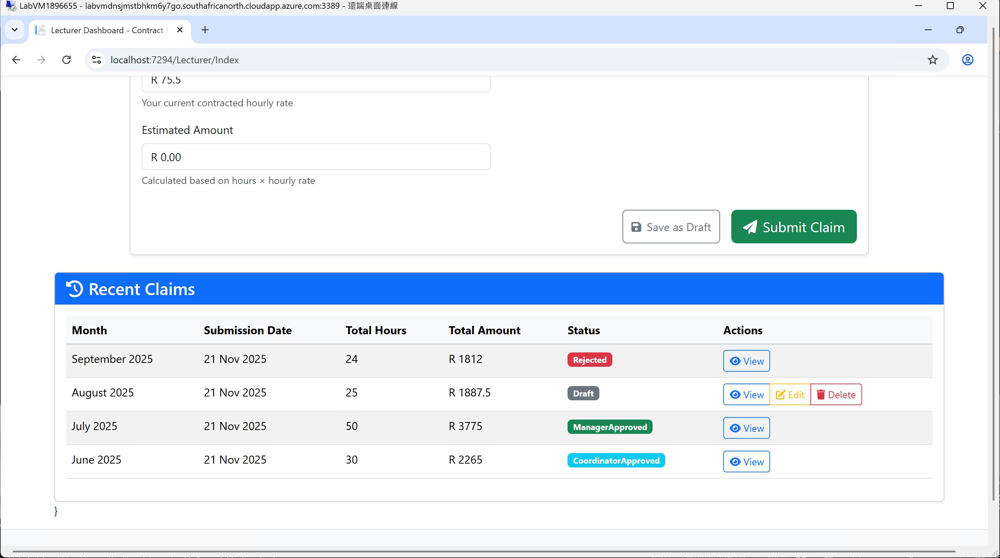 LabVM1896655 - labvmdnsjmstbhkm6y7go.southafricanorth.cloudapp.azure.com:3389 - 遠端桌面連線
Lecturer Dashboard - Contract
localhost:7294/Lecturer/Index
R 75.5
Your current contracted hourly rate
Estimated Amount
R 0.00
Calculated based on hours × hourly rate
Save as Draft Submit Claim
Recent Claims
Month Submission Date Total Hours Total Amount Status Actions
September 2025 21 Nov 2025 24 R 1812 Rejected View
August 2025 21 Nov 2025 25 R 1887.5 Draft View Edit Delete
July 2025 21 Nov 2025 50 R 3775 ManagerApproved View
June 2025 21 Nov 2025 30 R 2265 CoordinatorApproved View
}